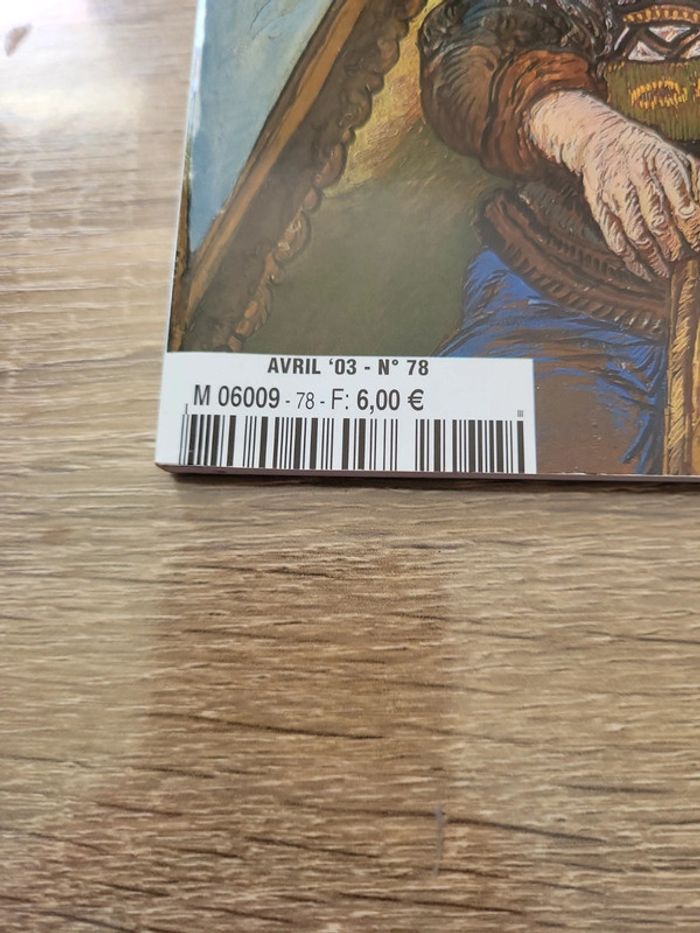 AVRIL '03 - N° 78
M 06009 - 78 - F: 6,00 €